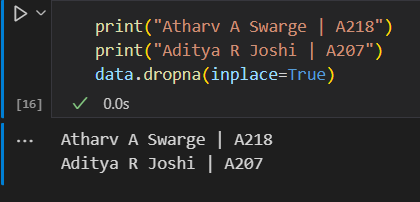 print("Atharv A Swarge | A218")
print("Aditya R Joshi | A207")
data.dropna(inplace=True)
[16] 0.0s
... Atharv A Swarge | A218
Aditya R Joshi | A207